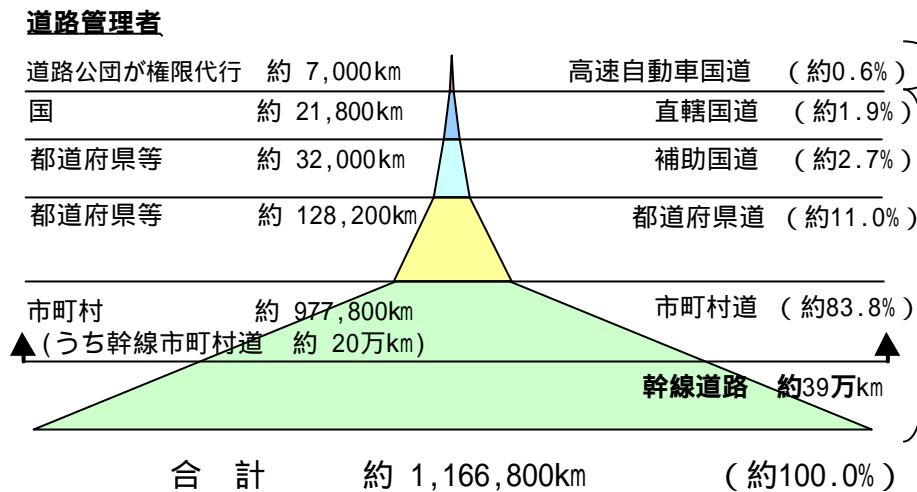 道路管理者
道路公団が権限代行 約 7,000km 高速自動車国道 (約0.6%)
国 約 21,800km 直轄国道 (約1.9%)
都道府県等 約 32,000km 補助国道 (約2.7%)
都道府県等 約 128,200km 都道府県道 (約11.0%)
市町村 約 977,800km 市町村道 (約83.8%)
(うち幹線市町村道 約 20万km)
幹線道路 約39万km
合 計 約 1,166,800km (約100.0%)